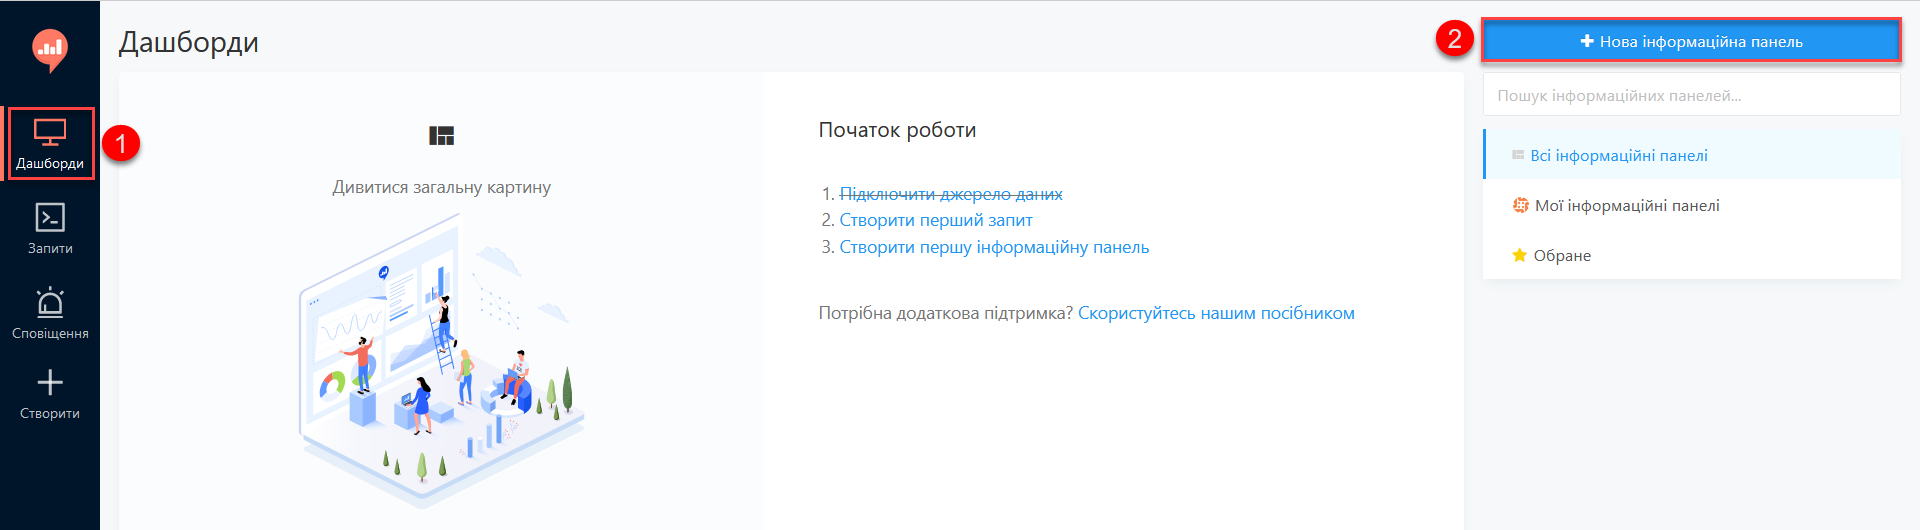 Дашборди
Запити
Сповіщення
Створити
1
Дашборди
Дивитися загальну картину
Початок роботи
1. Підключити джерело даних
2. Створити перший запит
3. Створити першу інформаційну панель
Потрібна додаткова підтримка? Скористуйтесь нашим посібником
2
Нова інформаційна панель
Пошук інформаційних панелей...
Всі інформаційні панелі
Мої інформаційні панелі
Обране